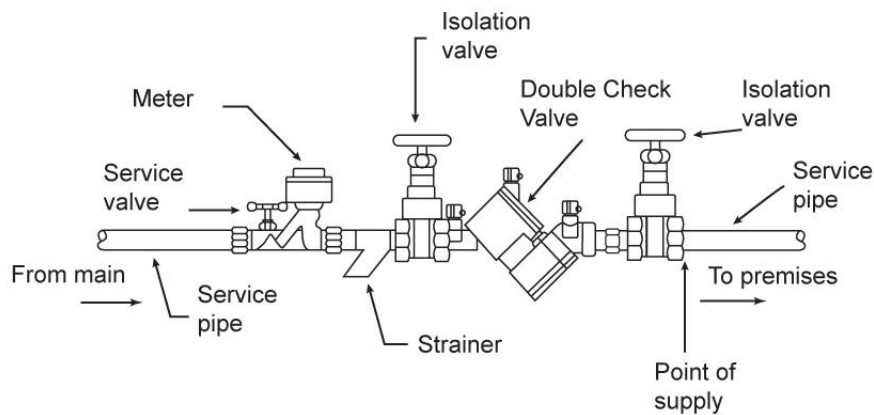 Isolation
valve
Double Check
Valve
Isolation
valve
Meter
Service
valve
Service
pipe
From main
Service
pipe
To premises
Strainer
Point of
supply